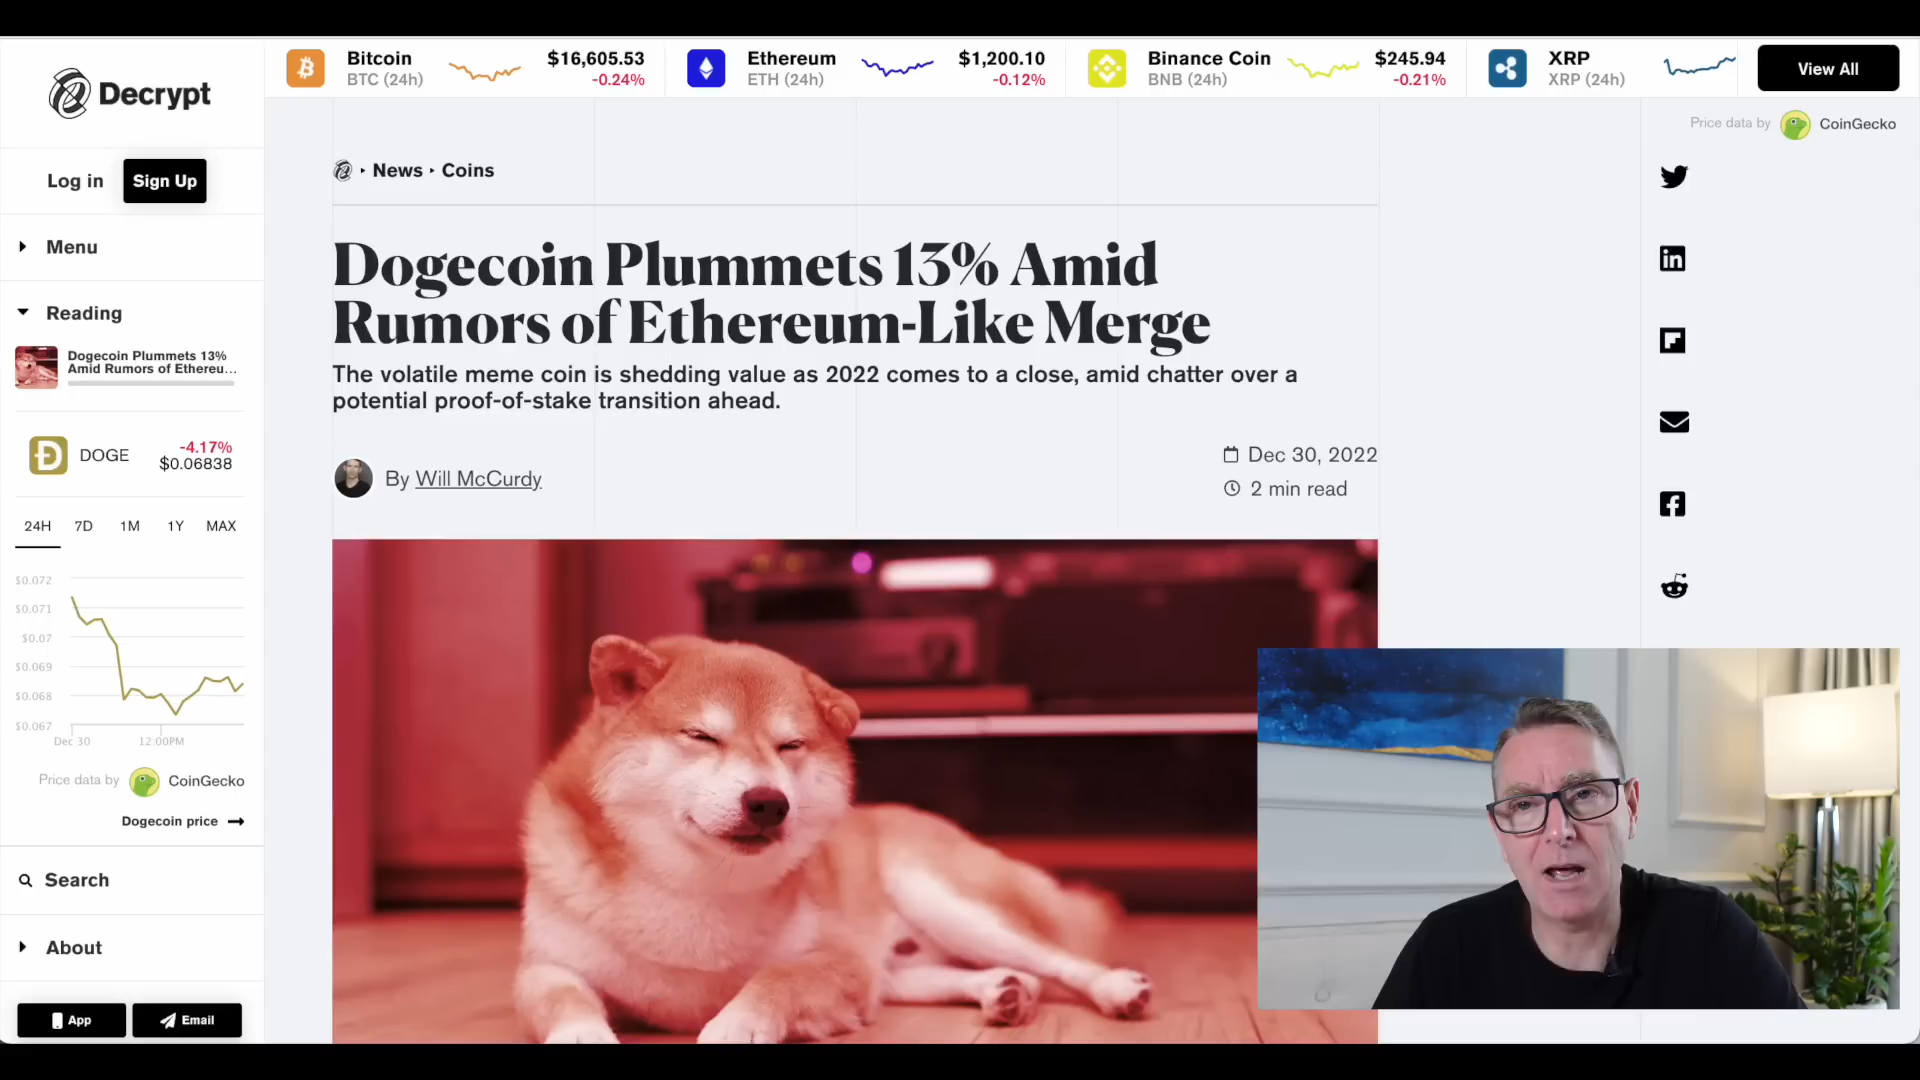 Decrypt
Bitcoin
BTC (24h)
$16,605.53
-0.24%
Ethereum
ETH (24h)
$1,200.10
-0.12%
Binance Coin
BNB (24h)
$245.94
-0.21%
XRP
XRP (24h)
View All
Price data by CoinGecko
Log in
Sign Up
Menu
Reading
Dogecoin Plummets 13%
Amid Rumors of Ethereu...
DOGE
-4.17%
$0.06838
24H 7D 1M 1Y MAX
$0.072
$0.071
$0.07
$0.069
$0.068
$0.067
Dec 30 12:00PM
Price data by CoinGecko
Dogecoin price
Search
About
App
Email
News
Coins
Dogecoin Plummets 13% Amid
Rumors of Ethereum-Like Merge
The volatile meme coin is shedding value as 2022 comes to a close, amid chatter over a
potential proof-of-stake transition ahead.
By Will McCurdy
Dec 30, 2022
2 min read